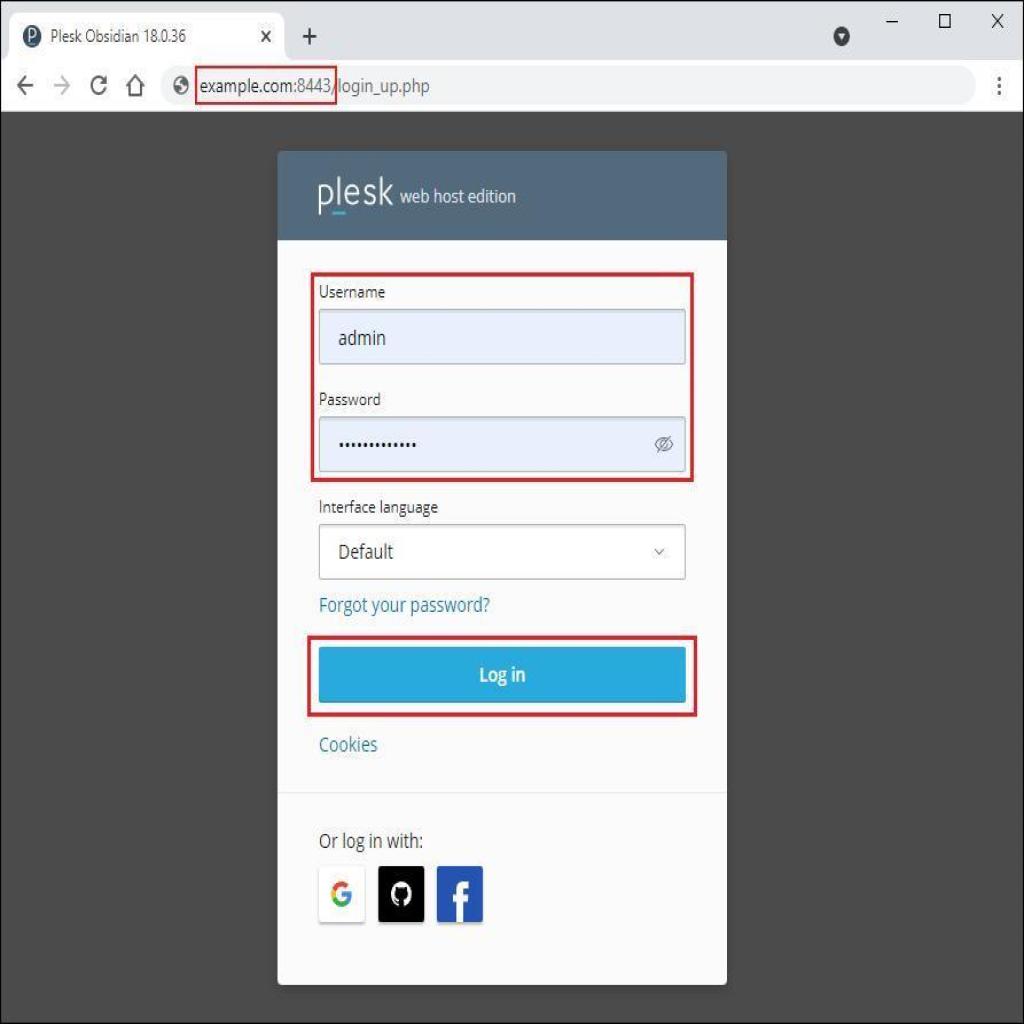 Plesk Obsidian 18.0.36
example.com:8443/login_up.php
plesk web host edition
Username
admin
Password
•••••••••••••
Interface language
Default
Forgot your password?
Log in
Cookies
Or log in with: